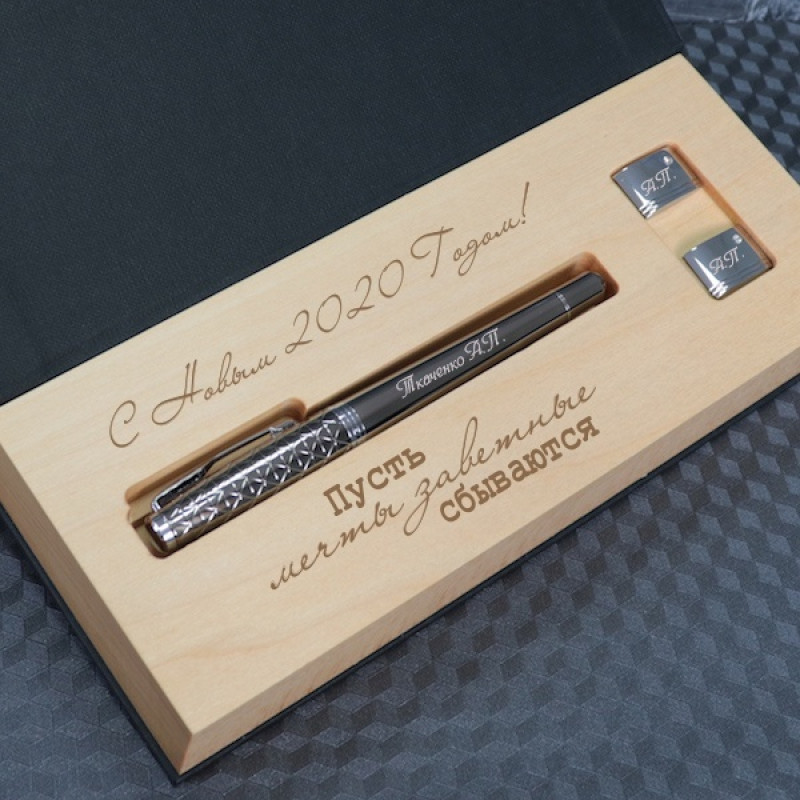 С Новым 2020 Годом!
А.П.
А.П.
Ткаченко А.П.
Пусть
мечты заветные
сбываются